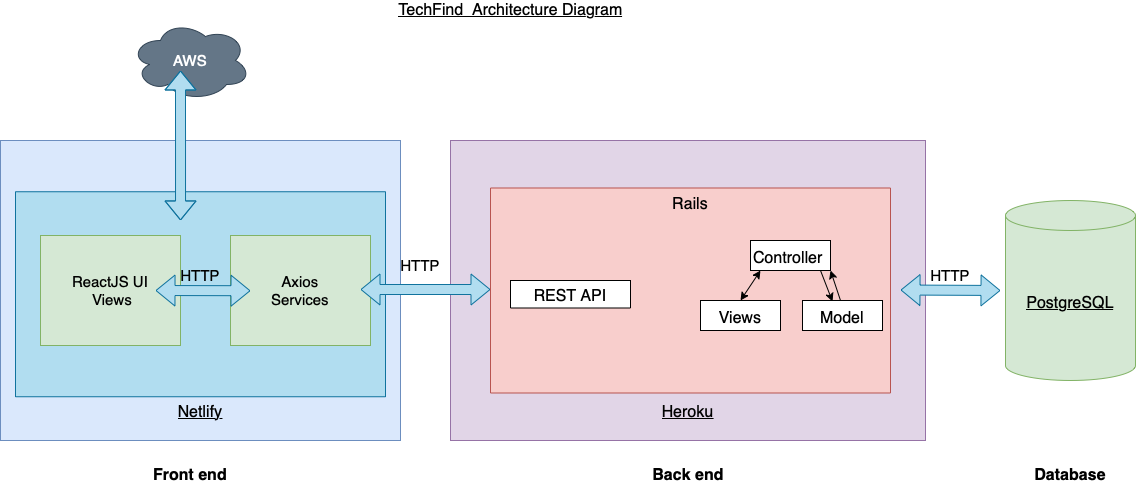 TechFind Architecture Diagram
AWS
ReactJS UI
Views
HTTP
Axios
Services
Netlify
Front end
HTTP
Rails
REST API
Controller
Views
Model
Heroku
Back end
HTTP
PostgreSQL
Database